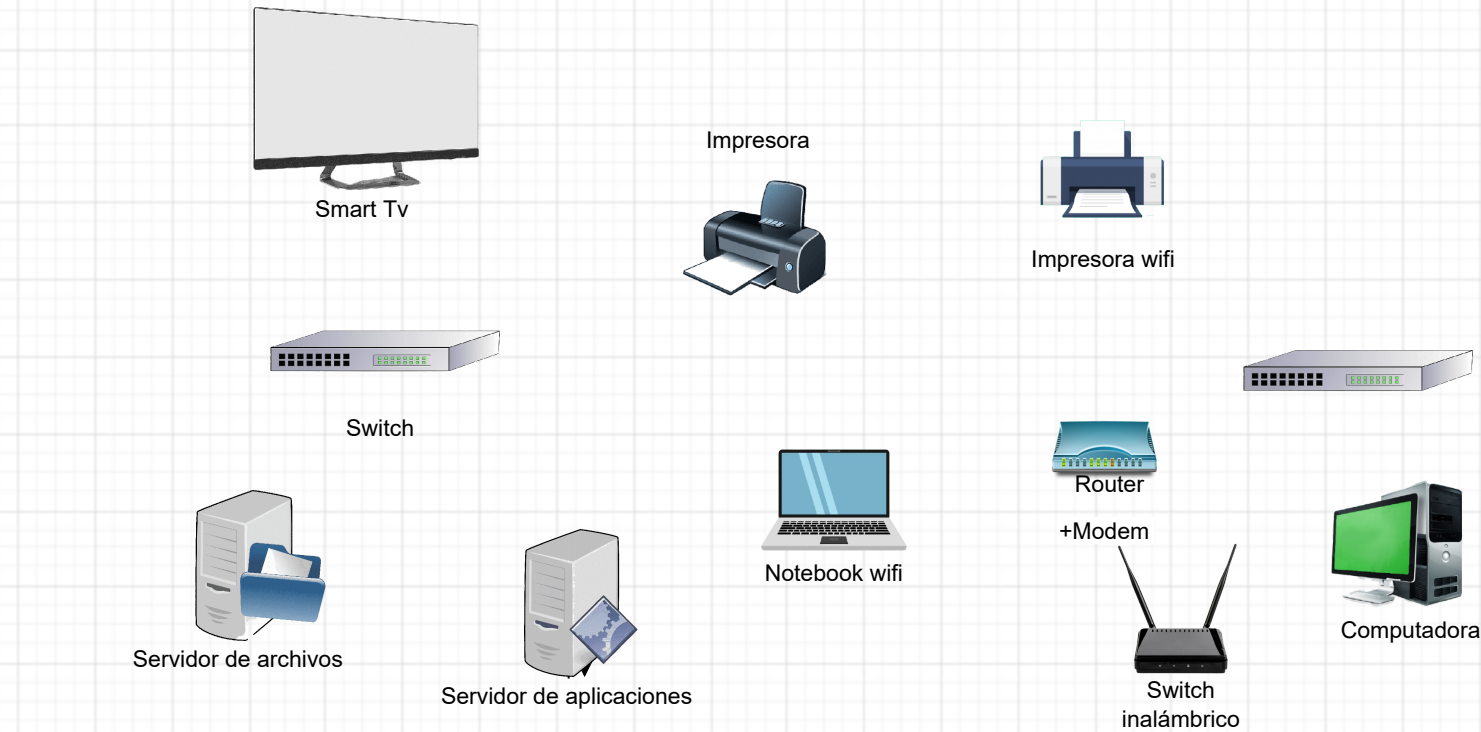 Impresora
Smart Tv
Impresora wifi
Switch
Router
+Modem
Notebook wifi
Computadora
Servidor de archivos
Servidor de aplicaciones
Switch
inalámbrico